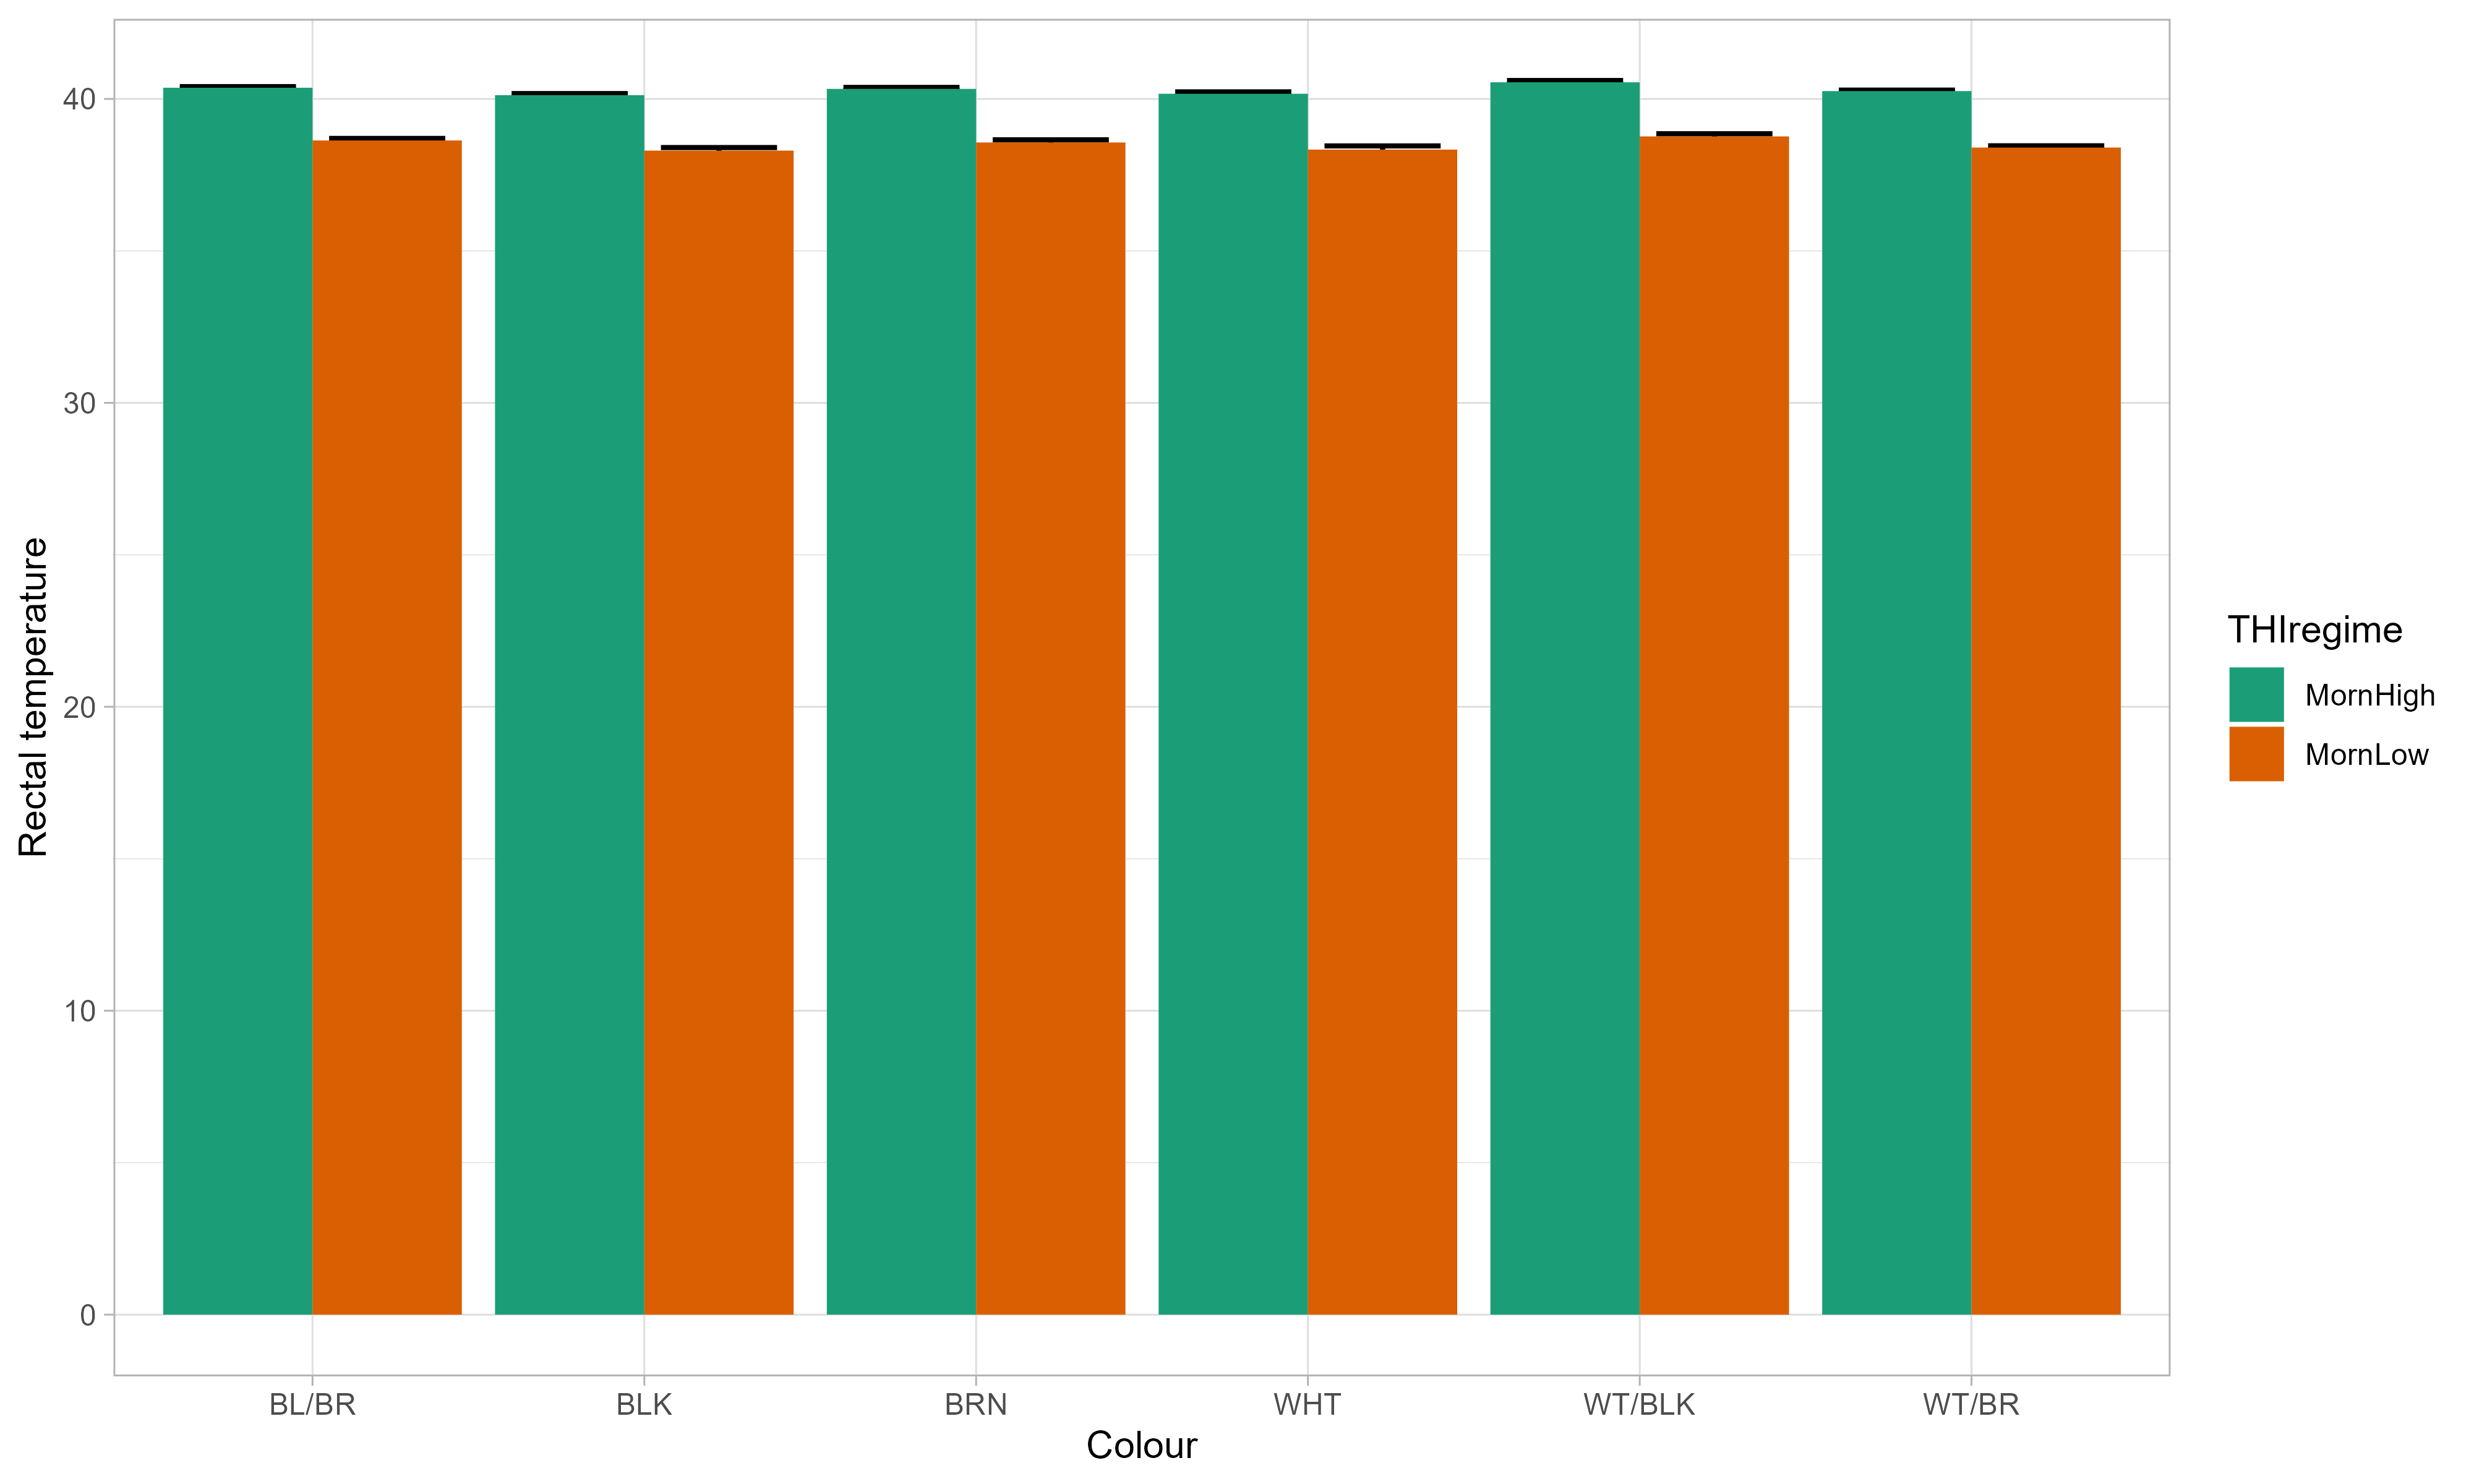 40
30
20
10
0
Rectal temperature
BL/BR
BLK
BRN
WHT
WT/BLK
WT/BR
Colour
THIregime
MornHigh
MornLow